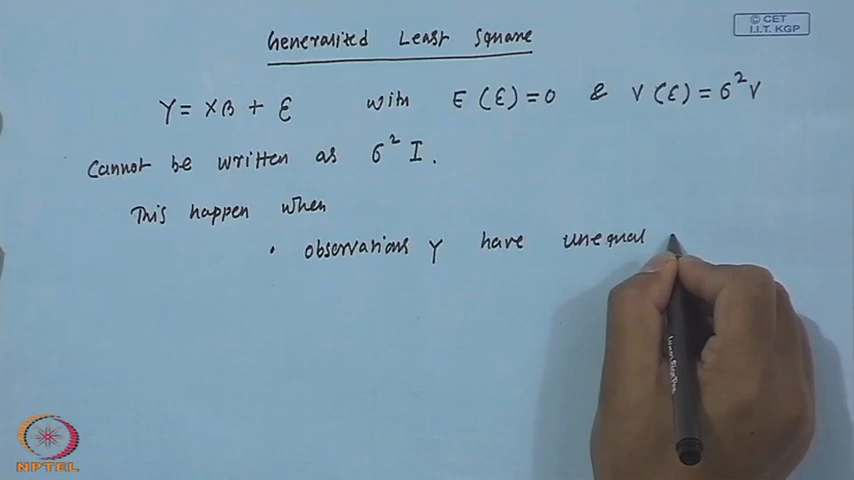 © CET
I.I.T. KGP
Generalited Least Square
Y = XB + ε with E(ε) = 0 & V(ε) = σ²V
Cannot be written as σ² I.
This happen when
• observations Y have unequal
NPTEL